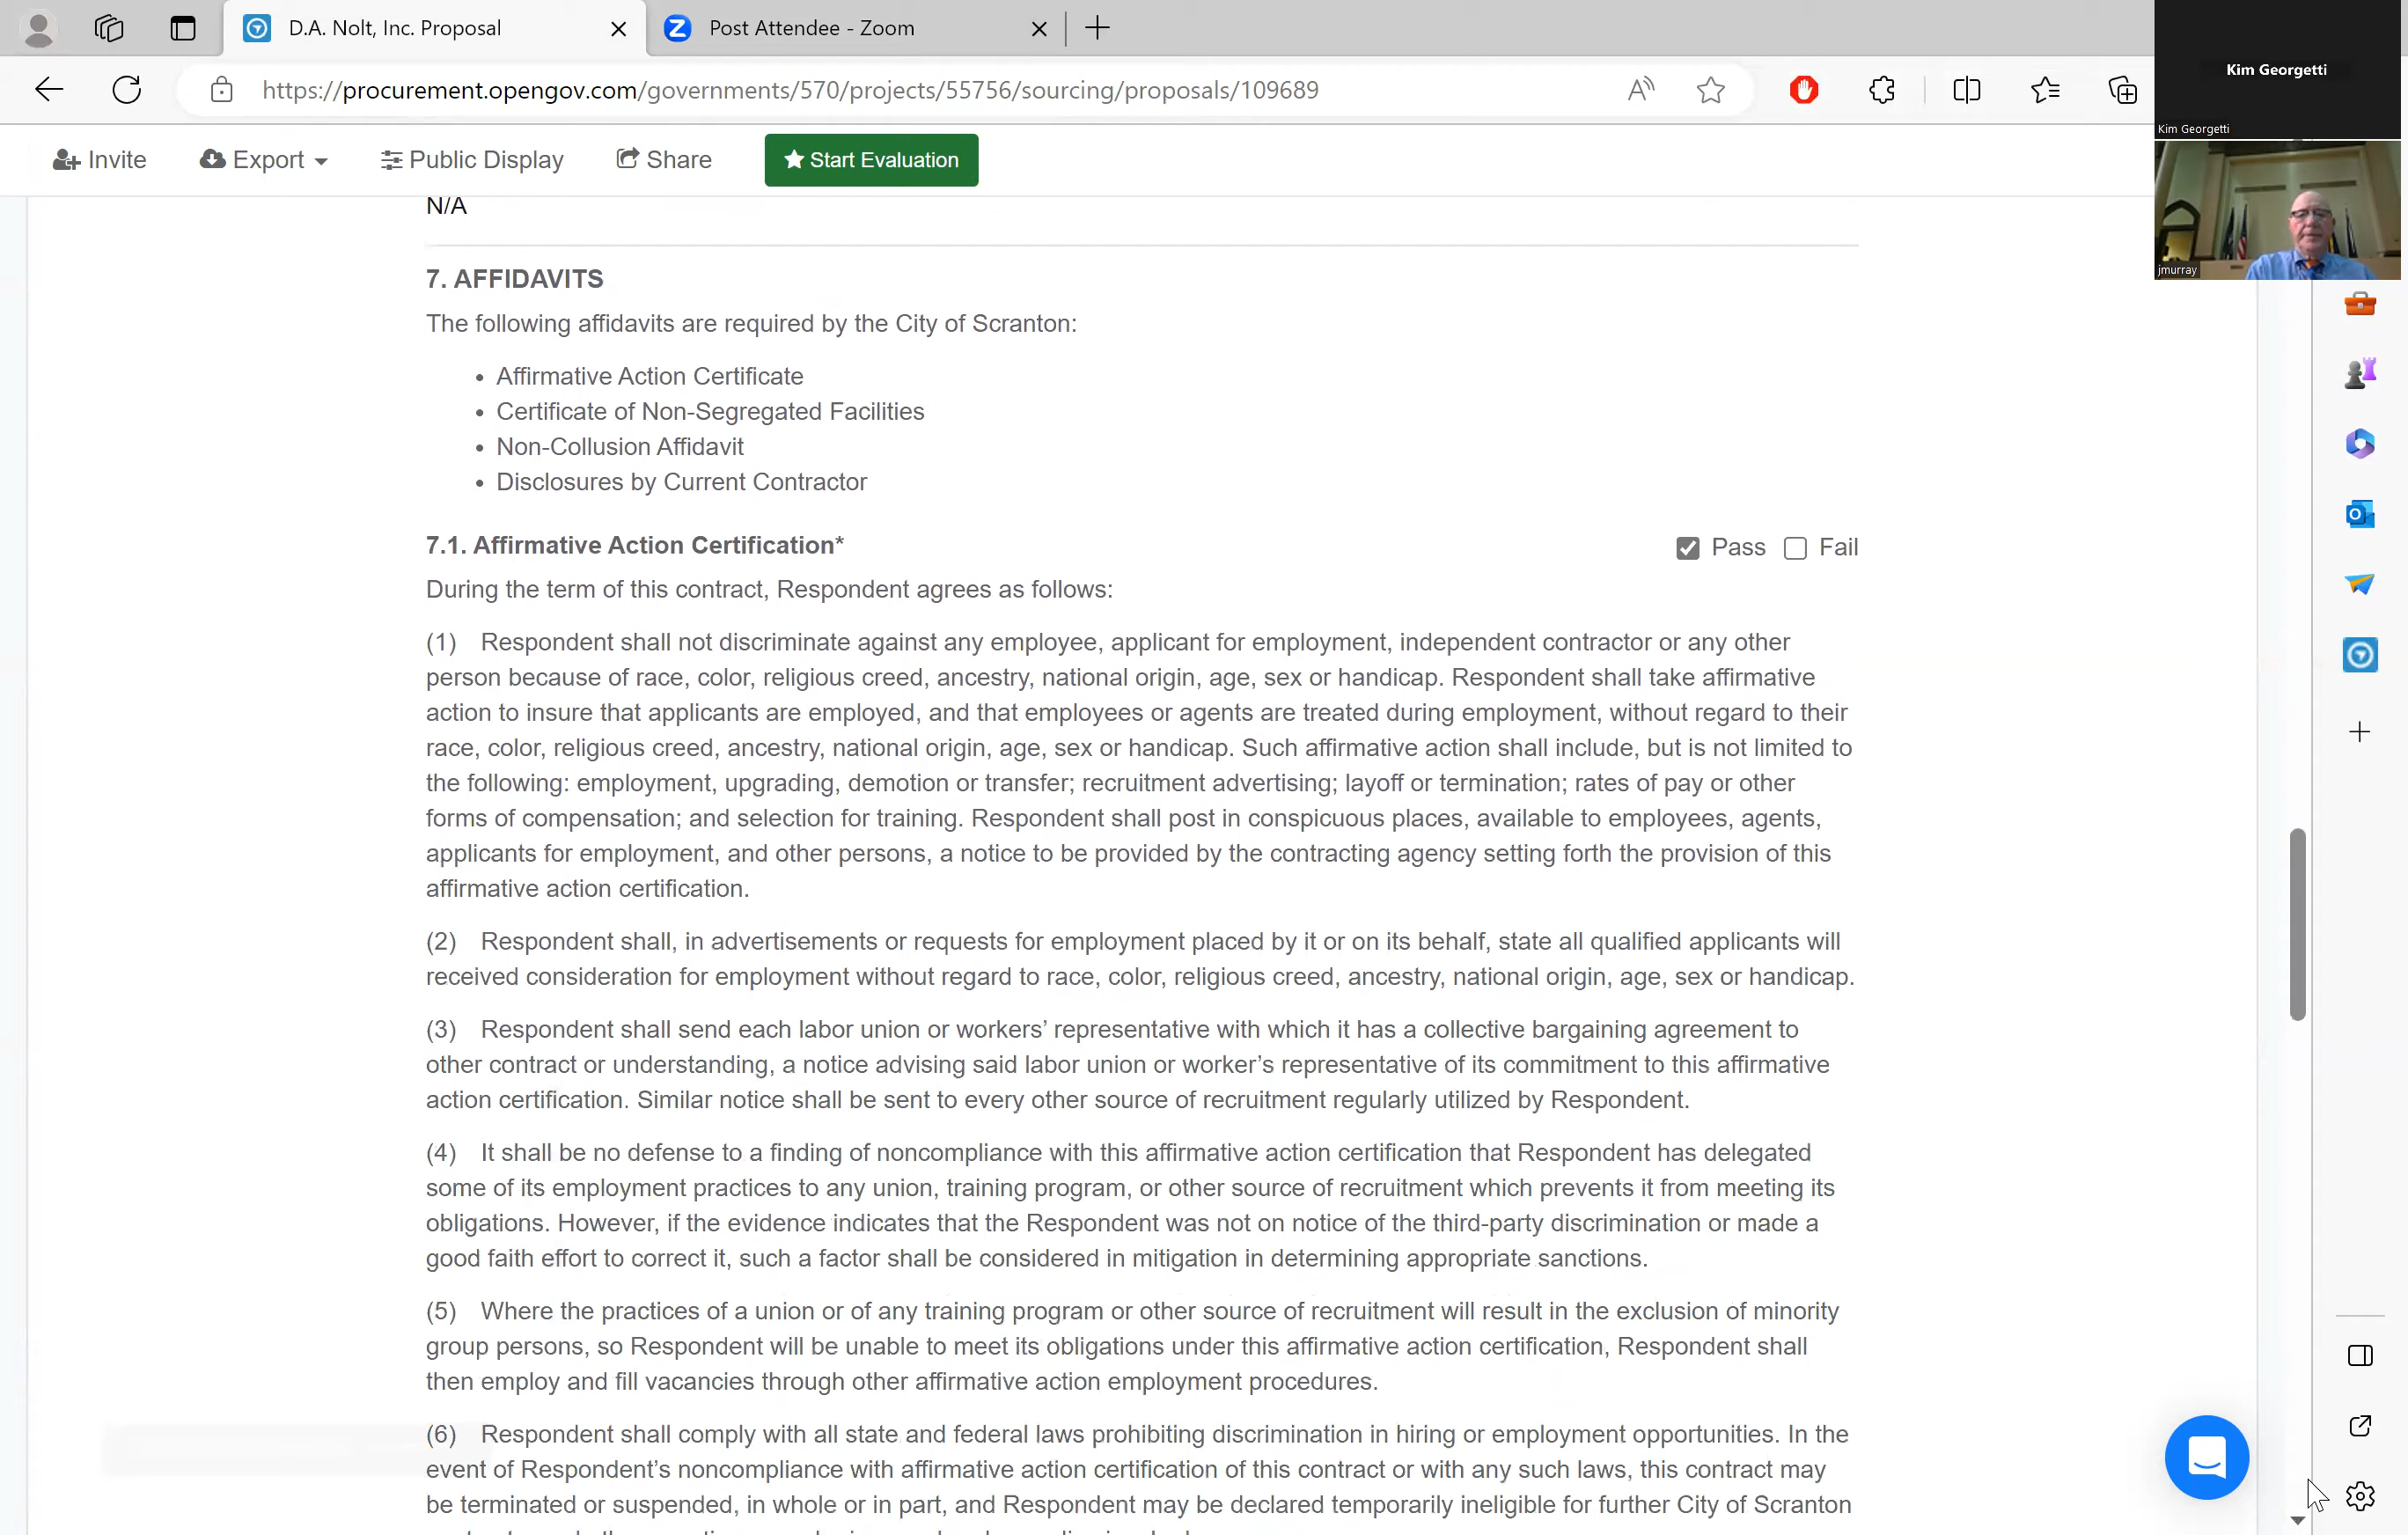 D.A. Nolt, Inc. Proposal
Post Attendee - Zoom
https://procurement.opengov.com/governments/570/projects/55756/sourcing/proposals/109689
Kim Georgetti
Kim Georgetti
jmurray
Invite
Export
Public Display
Share
Start Evaluation
N/A
7. AFFIDAVITS
The following affidavits are required by the City of Scranton:
• Affirmative Action Certificate
• Certificate of Non-Segregated Facilities
• Non-Collusion Affidavit
• Disclosures by Current Contractor
7.1. Affirmative Action Certification*
Pass
Fail
During the term of this contract, Respondent agrees as follows:
(1) Respondent shall not discriminate against any employee, applicant for employment, independent contractor or any other
person because of race, color, religious creed, ancestry, national origin, age, sex or handicap. Respondent shall take affirmative
action to insure that applicants are employed, and that employees or agents are treated during employment, without regard to their
race, color, religious creed, ancestry, national origin, age, sex or handicap. Such affirmative action shall include, but is not limited to
the following: employment, upgrading, demotion or transfer; recruitment advertising; layoff or termination; rates of pay or other
forms of compensation; and selection for training. Respondent shall post in conspicuous places, available to employees, agents,
applicants for employment, and other persons, a notice to be provided by the contracting agency setting forth the provision of this
affirmative action certification.
(2) Respondent shall, in advertisements or requests for employment placed by it or on its behalf, state all qualified applicants will
received consideration for employment without regard to race, color, religious creed, ancestry, national origin, age, sex or handicap.
(3) Respondent shall send each labor union or workers’ representative with which it has a collective bargaining agreement to
other contract or understanding, a notice advising said labor union or worker’s representative of its commitment to this affirmative
action certification. Similar notice shall be sent to every other source of recruitment regularly utilized by Respondent.
(4) It shall be no defense to a finding of noncompliance with this affirmative action certification that Respondent has delegated
some of its employment practices to any union, training program, or other source of recruitment which prevents it from meeting its
obligations. However, if the evidence indicates that the Respondent was not on notice of the third-party discrimination or made a
good faith effort to correct it, such a factor shall be considered in mitigation in determining appropriate sanctions.
(5) Where the practices of a union or of any training program or other source of recruitment will result in the exclusion of minority
group persons, so Respondent will be unable to meet its obligations under this affirmative action certification, Respondent shall
then employ and fill vacancies through other affirmative action employment procedures.
(6) Respondent shall comply with all state and federal laws prohibiting discrimination in hiring or employment opportunities. In the
event of Respondent’s noncompliance with affirmative action certification of this contract or with any such laws, this contract may
be terminated or suspended, in whole or in part, and Respondent may be declared temporarily ineligible for further City of Scranton